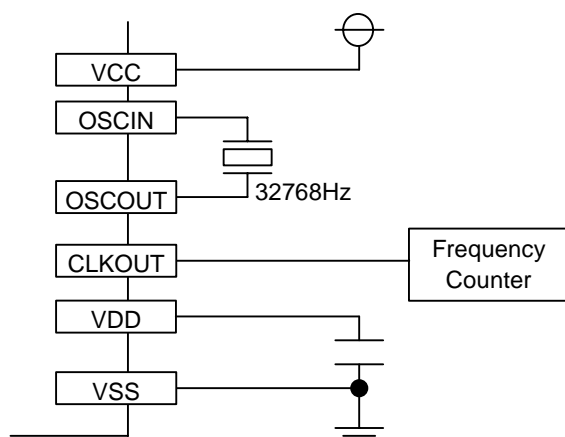 VCC
OSCIN
OSCOUT
32768Hz
CLKOUT
Frequency
Counter
VDD
VSS